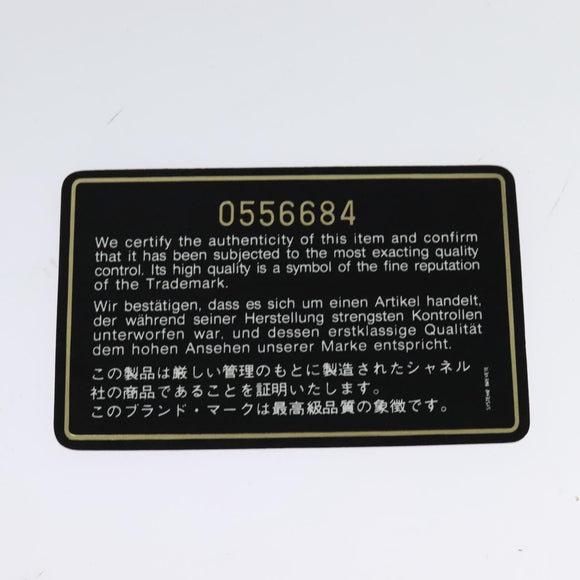 0556684
We certify the authenticity of this item and confirm
that it has been subjected to the most exacting quality
control. Its high quality is a symbol of the fine reputation
of the Trademark.
Wir bestätigen, dass es sich um einen Artikel handelt,
der während seiner Herstellung strengsten Kontrollen
unterworfen war, und dessen erstklassige Qualität
dem hohen Ansehen unserer Marke entspricht.
この製品は厳しい管理のもとに製造されたシャネル
社の商品であることを証明いたします。
このブランド・マークは最高級品質の象徴です。